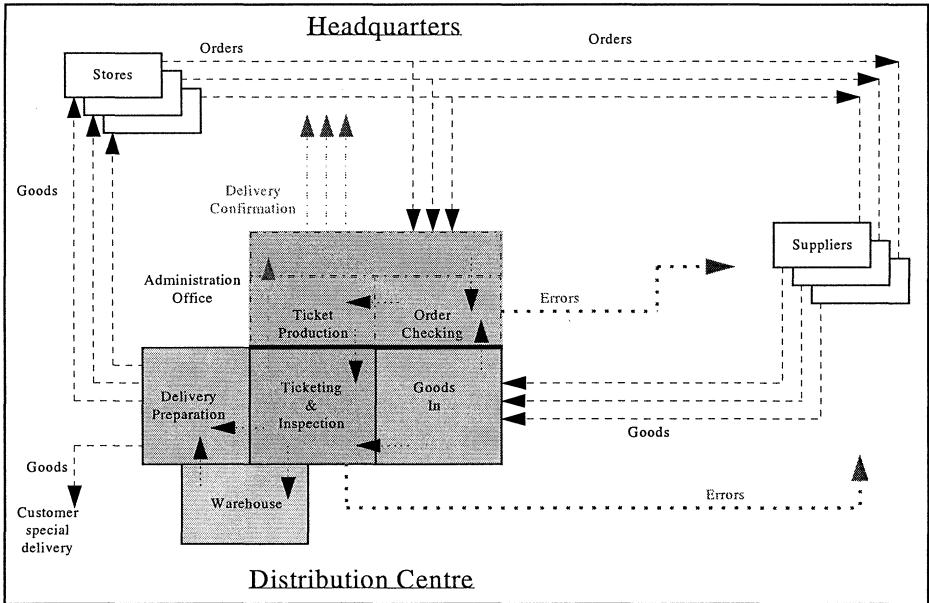 Headquarters
Orders
Orders
Stores
Goods
Delivery
Confirmation
Suppliers
Administration
Office
Errors
Ticket
Production
Order
Checking
Delivery
Preparation
Ticketing
&
Inspection
Goods
In
Goods
Goods
Errors
Warehouse
Customer
special
delivery
Distribution Centre